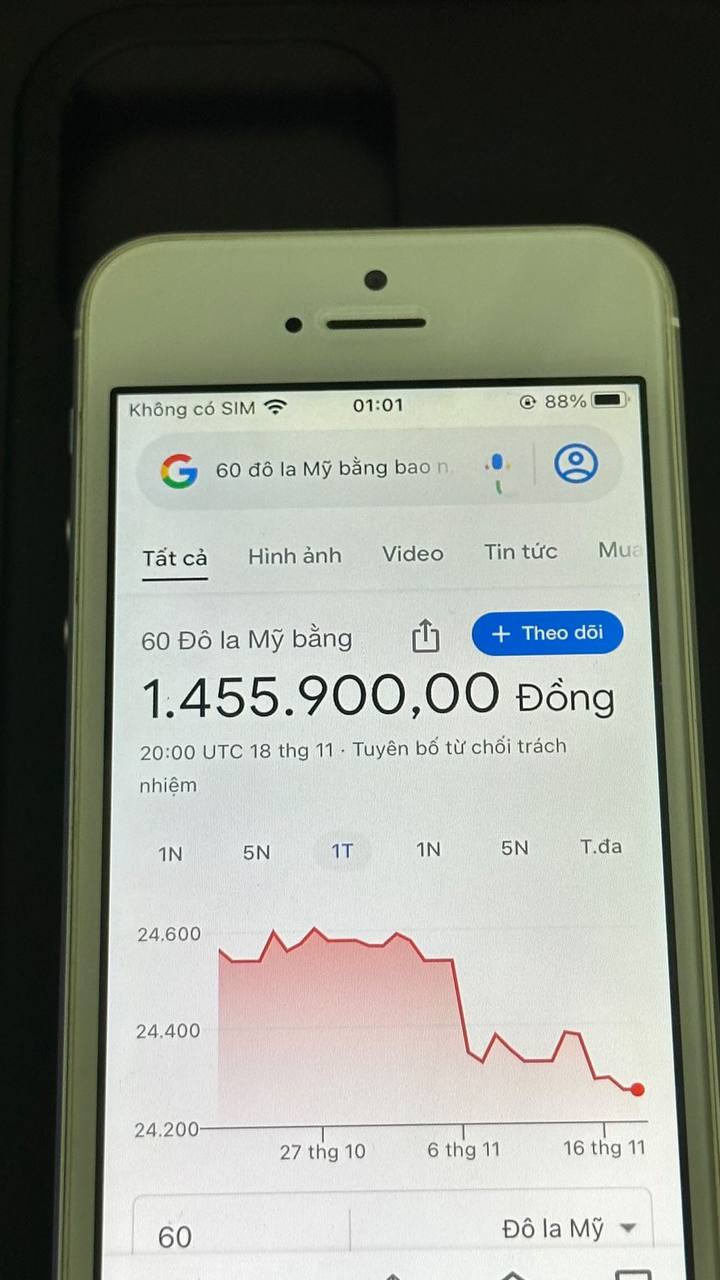 Không có SIM 01:01 88%
60 đô la Mỹ bằng bao n
Tất cả Hình ảnh Video Tin tức Mua
60 Đô la Mỹ bằng + Theo dõi
1.455.900,00 Đồng
20:00 UTC 18 thg 11 · Tuyên bố từ chối trách
nhiệm
1N 5N 1T 1N 5N T.đa
24.600
24.400
24.200
27 thg 10 6 thg 11 16 thg 11
60 Đô la Mỹ